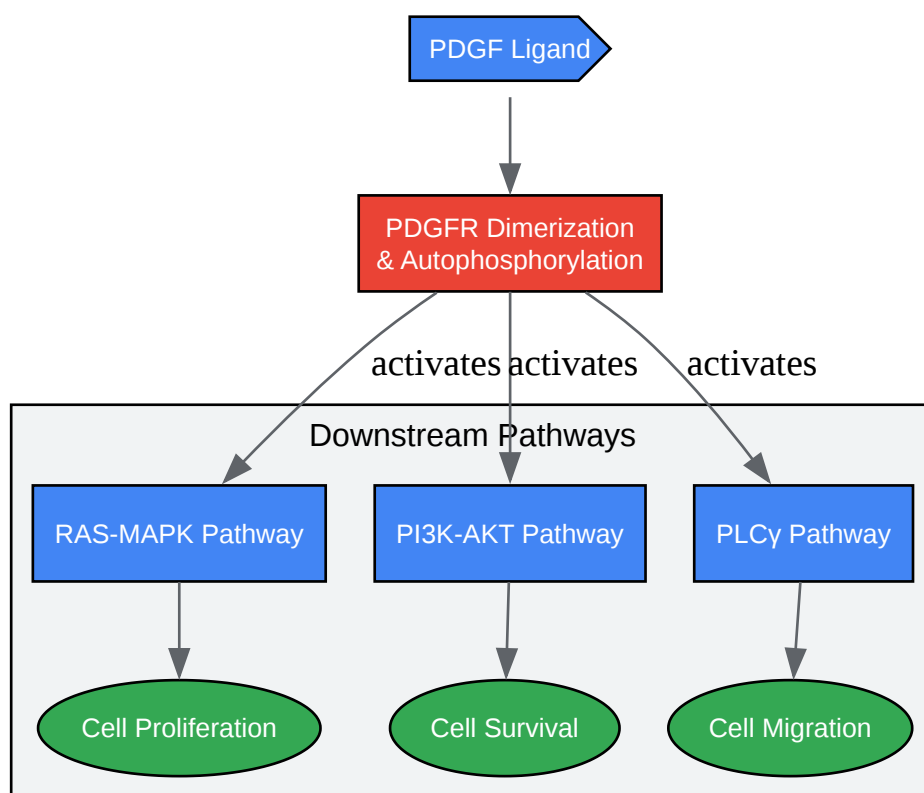 PDGF Ligand
PDGFR Dimerization
& Autophosphorylation
activates activates activates
Downstream Pathways
RAS-MAPK Pathway PI3K-AKT Pathway PLCγ Pathway
Cell Proliferation Cell Survival Cell Migration